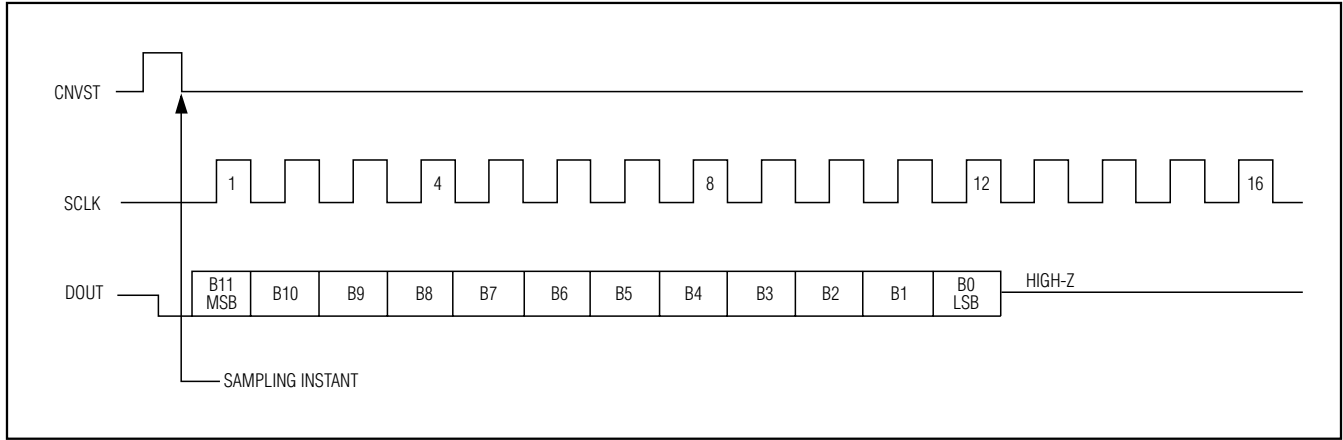 CNVST
SCLK
1
4
8
12
16
DOUT
B11
MSB
B10
B9
B8
B7
B6
B5
B4
B3
B2
B1
B0
LSB
HIGH-Z
SAMPLING INSTANT